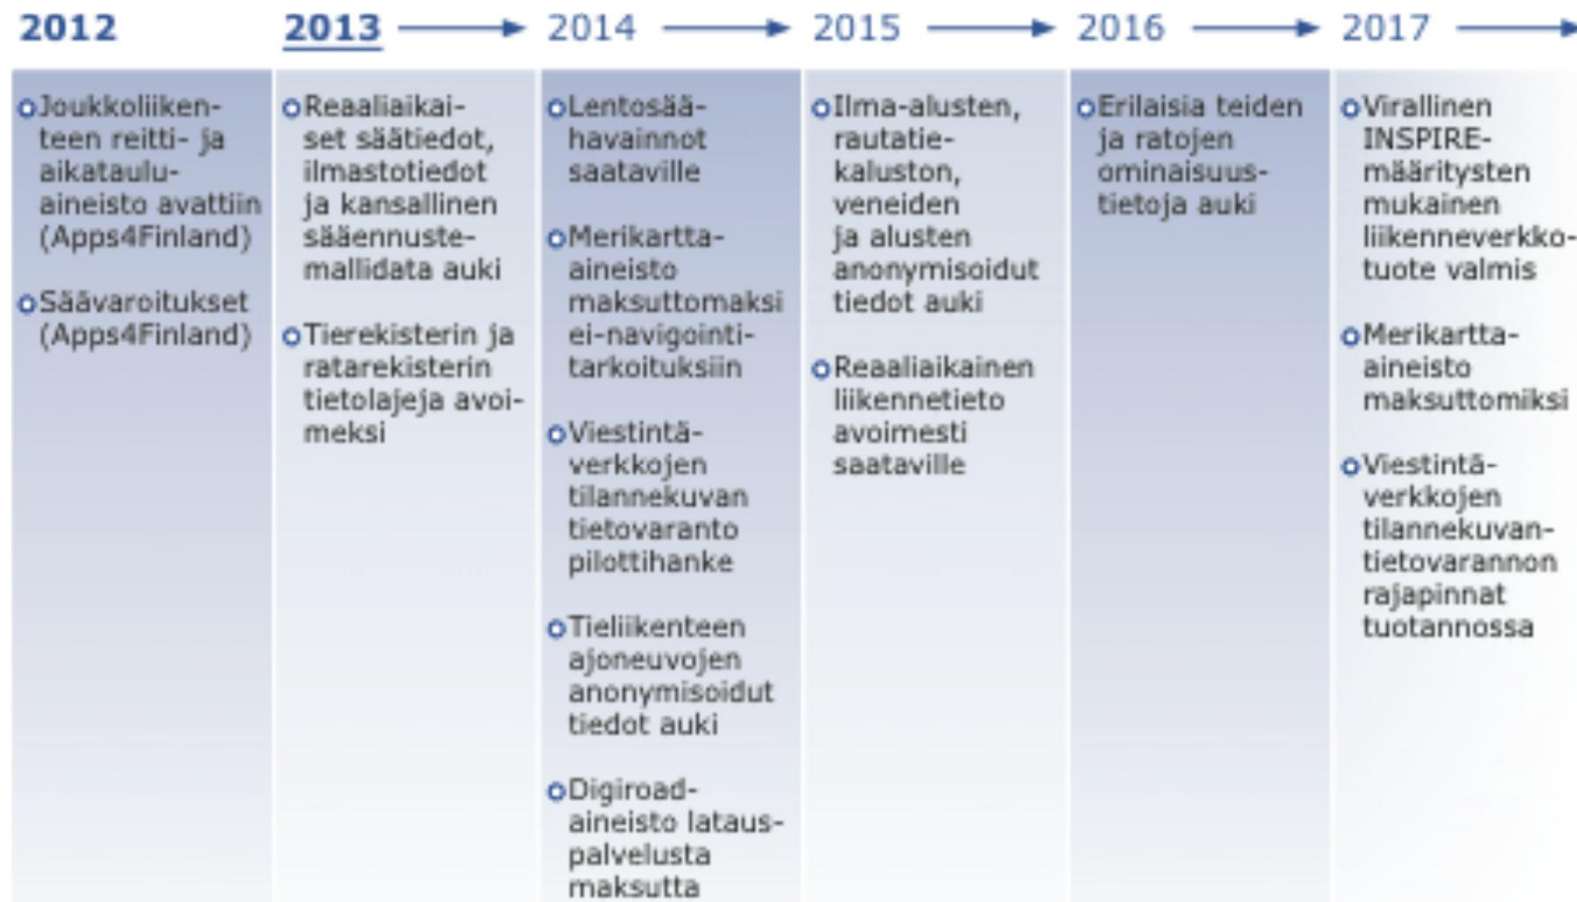 2012
Joukkoliiken-
teen reitti- ja
aikataulu-
aineisto avattiin
(Apps4Finland)
Säävaroitukset
(Apps4Finland)
2013
Reaaliaikai-
set säätiedot,
ilmastotiedot
ja kansallinen
sääennuste-
mallidata auki
Tierekisterin ja
ratarekisterin
tietolajeja avoi-
meksi
2014
Lentosää-
havainnot
saataville
Merikartta-
aineisto
maksuttomaksi
ei-navigointi-
tarkoituksiin
Viestintä-
verkkojen
tilannekuvan
tietovaranto
pilottihanke
Tieliikenteen
ajoneuvojen
anonymisoidut
tiedot auki
Digiroad-
aineisto lataus-
palvelusta
maksutta
2015
Ilma-alusten,
rautatie-
kaluston,
veneiden
ja alusten
anonymisoidut
tiedot auki
Reaaliaikainen
liikennetieto
avoimesti
saataville
2016
Erilaisia teiden
ja ratojen
ominaisuus-
tietoja auki
2017
Virallinen
INSPIRE-
määritysten
mukainen
liikenneverkko-
tuote valmis
Merikartta-
aineisto
maksuttomiksi
Viestintä-
verkkojen
tilannekuvan-
tietovarannon
rajapinnat
tuotannossa